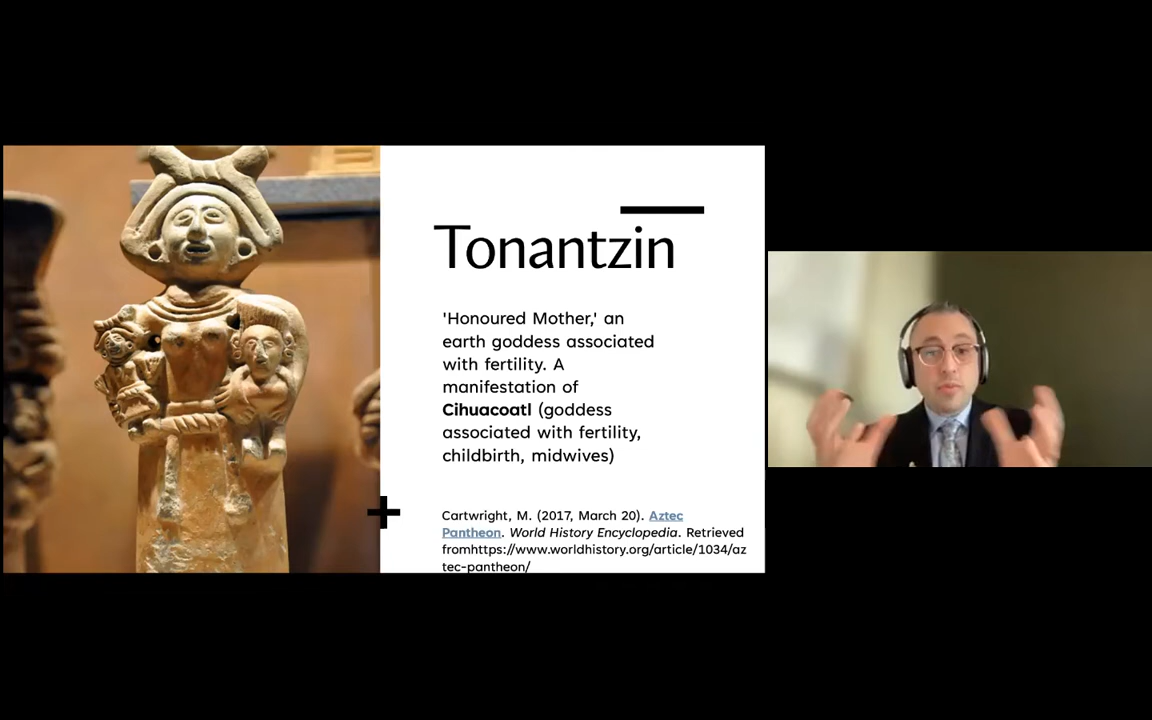 Tonantzin
'Honoured Mother,' an
earth goddess associated
with fertility. A
manifestation of
Cihuacoatl (goddess
associated with fertility,
childbirth, midwives)
Cartwright, M. (2017, March 20). Aztec
Pantheon. World History Encyclopedia. Retrieved
fromhttps://www.worldhistory.org/article/1034/az
tec-pantheon/